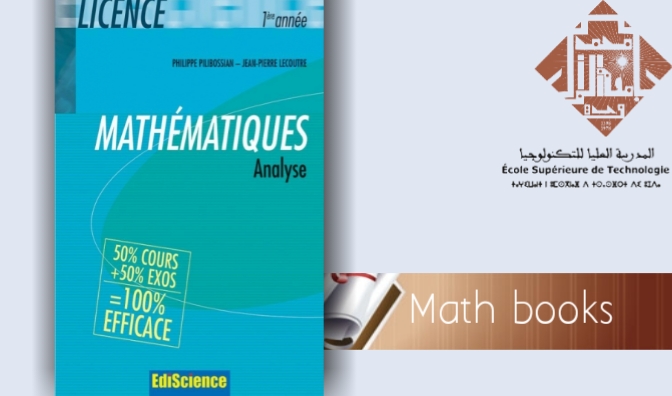 LICENCE
1ère année
PHILIPPE PILIBOSSIAN – JEAN-PIERRE LECOUTRE
MATHÉMATIQUES
Analyse
50% COURS
+50% EXOS
=100%
EFFICACE
EdiScience
المدرسة العليا للتكنولوجيا
École Supérieure de Technologie
Math books